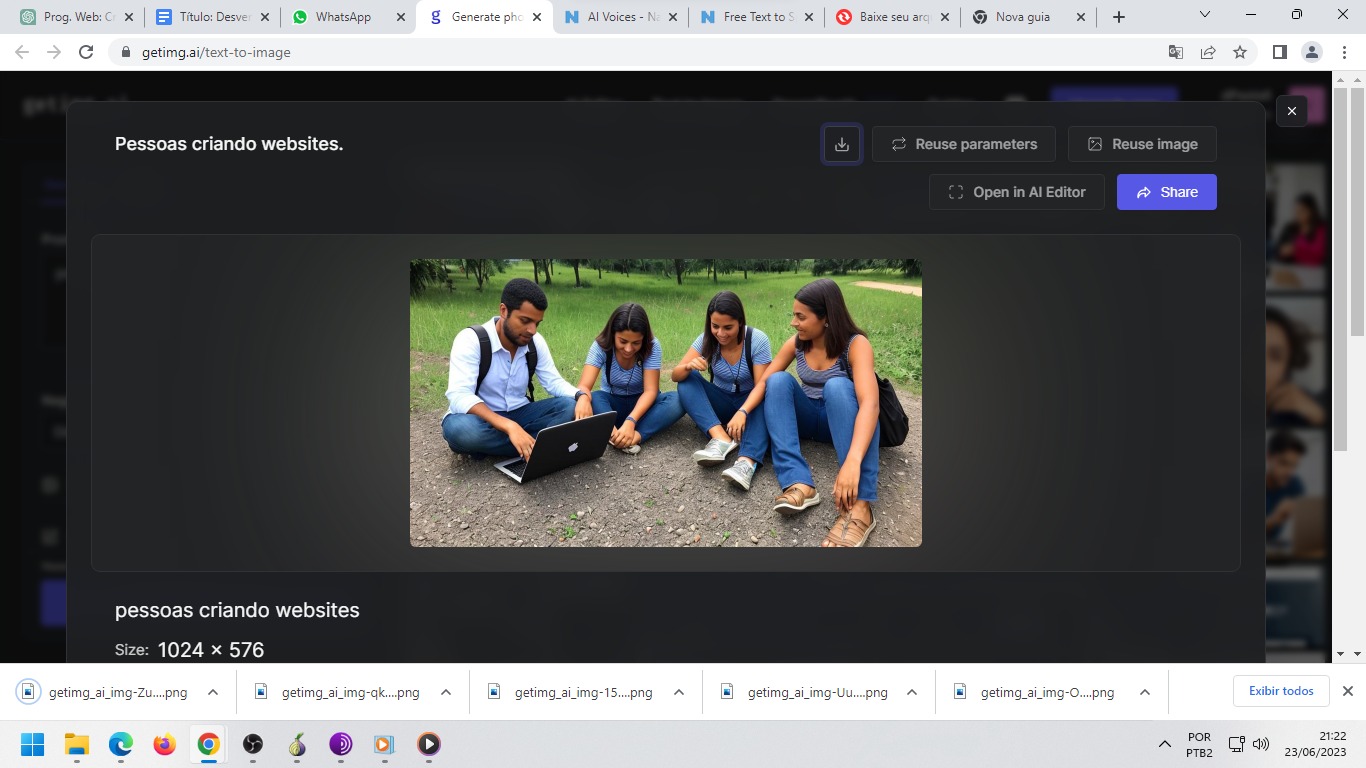 Prog. Web: Cr
Título: Desver
WhatsApp
Generate pho
AI Voices - Na
Free Text to S
Baixe seu arqu
Nova guia
getimg.ai/text-to-image
Pessoas criando websites.
Reuse parameters
Reuse image
Open in AI Editor
Share
pessoas criando websites
Size: 1024 × 576
getimg_ai_img-Zu....png
getimg_ai_img-qk....png
getimg_ai_img-15....png
getimg_ai_img-Uu....png
getimg_ai_img-O....png
Exibir todos
POR
PTB2
21:22
23/06/2023